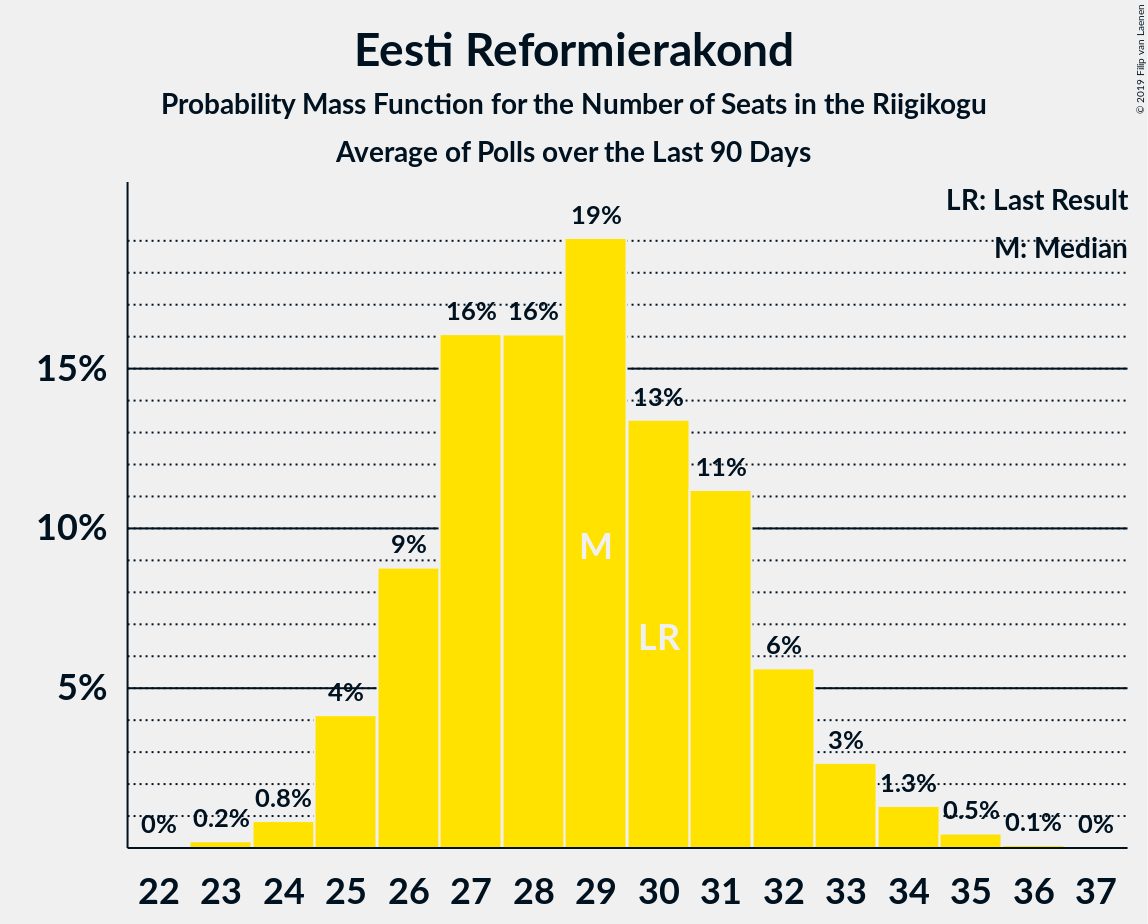 Eesti Reformierakond
Probability Mass Function for the Number of Seats in the Riigikogu
Average of Polls over the Last 90 Days
© 2019 Filip van Laenen
LR: Last Result
M: Median
15%
10%
5%
0%
0.2%
0.8%
4%
9%
16%
16%
19%
13%
11%
6%
3%
1.3%
0.5%
0.1%
0%
M
LR
22 23 24 25 26 27 28 29 30 31 32 33 34 35 36 37